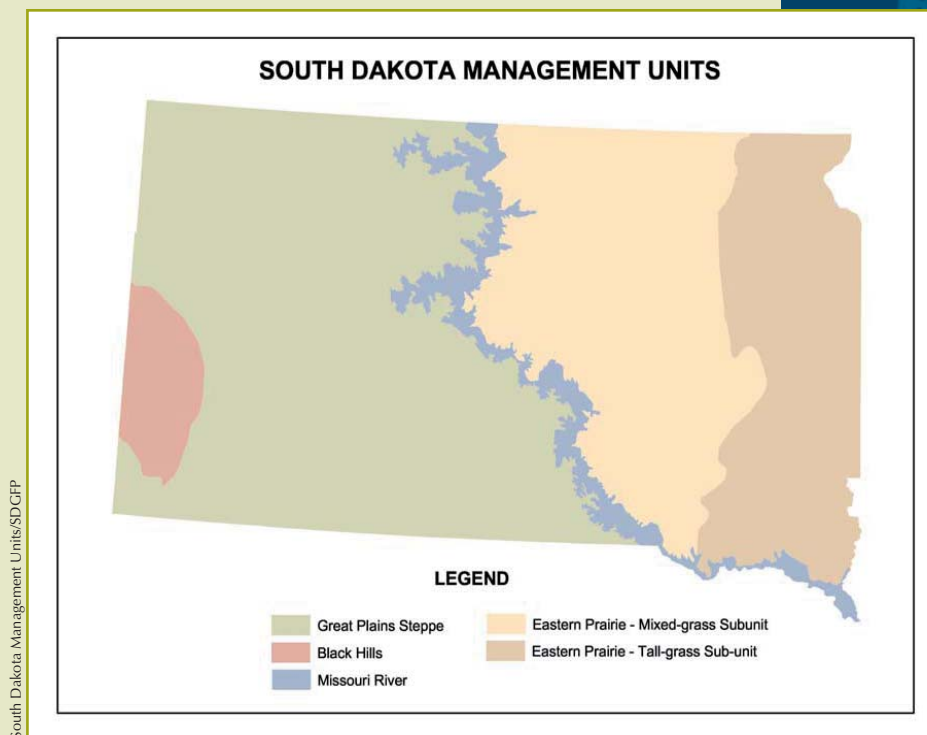 SOUTH DAKOTA MANAGEMENT UNITS
LEGEND
Great Plains Steppe
Black Hills
Missouri River
Eastern Prairie - Mixed-grass Subunit
Eastern Prairie - Tall-grass Sub-unit
South Dakota Management Units/SDGFP